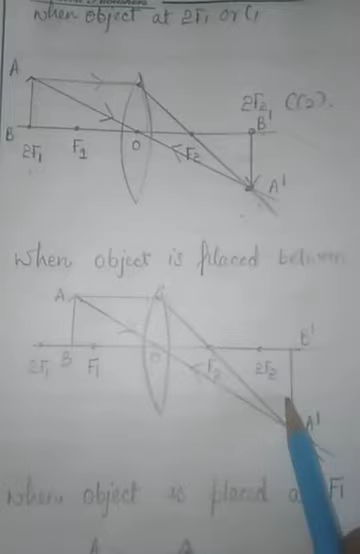 when object at 2F1 or C1
A
2F2 (C2).
B
B'
2F1
F1
O
F2
A'
when object is placed between
A
B'
2F1
B
F1
O
F2
2F2
A'
when object is placed F1
A
A